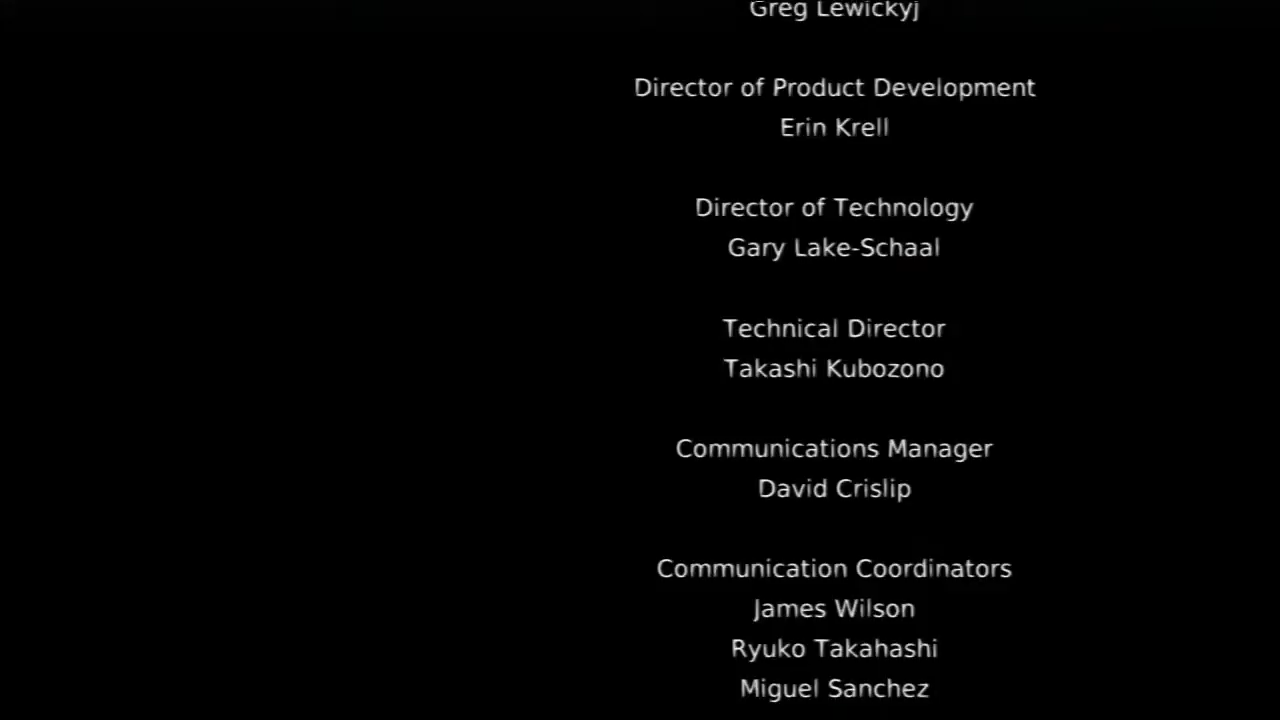 Greg Lewickyj
Director of Product Development
Erin Krell
Director of Technology
Gary Lake-Schaal
Technical Director
Takashi Kubozono
Communications Manager
David Crislip
Communication Coordinators
James Wilson
Ryuko Takahashi
Miguel Sanchez